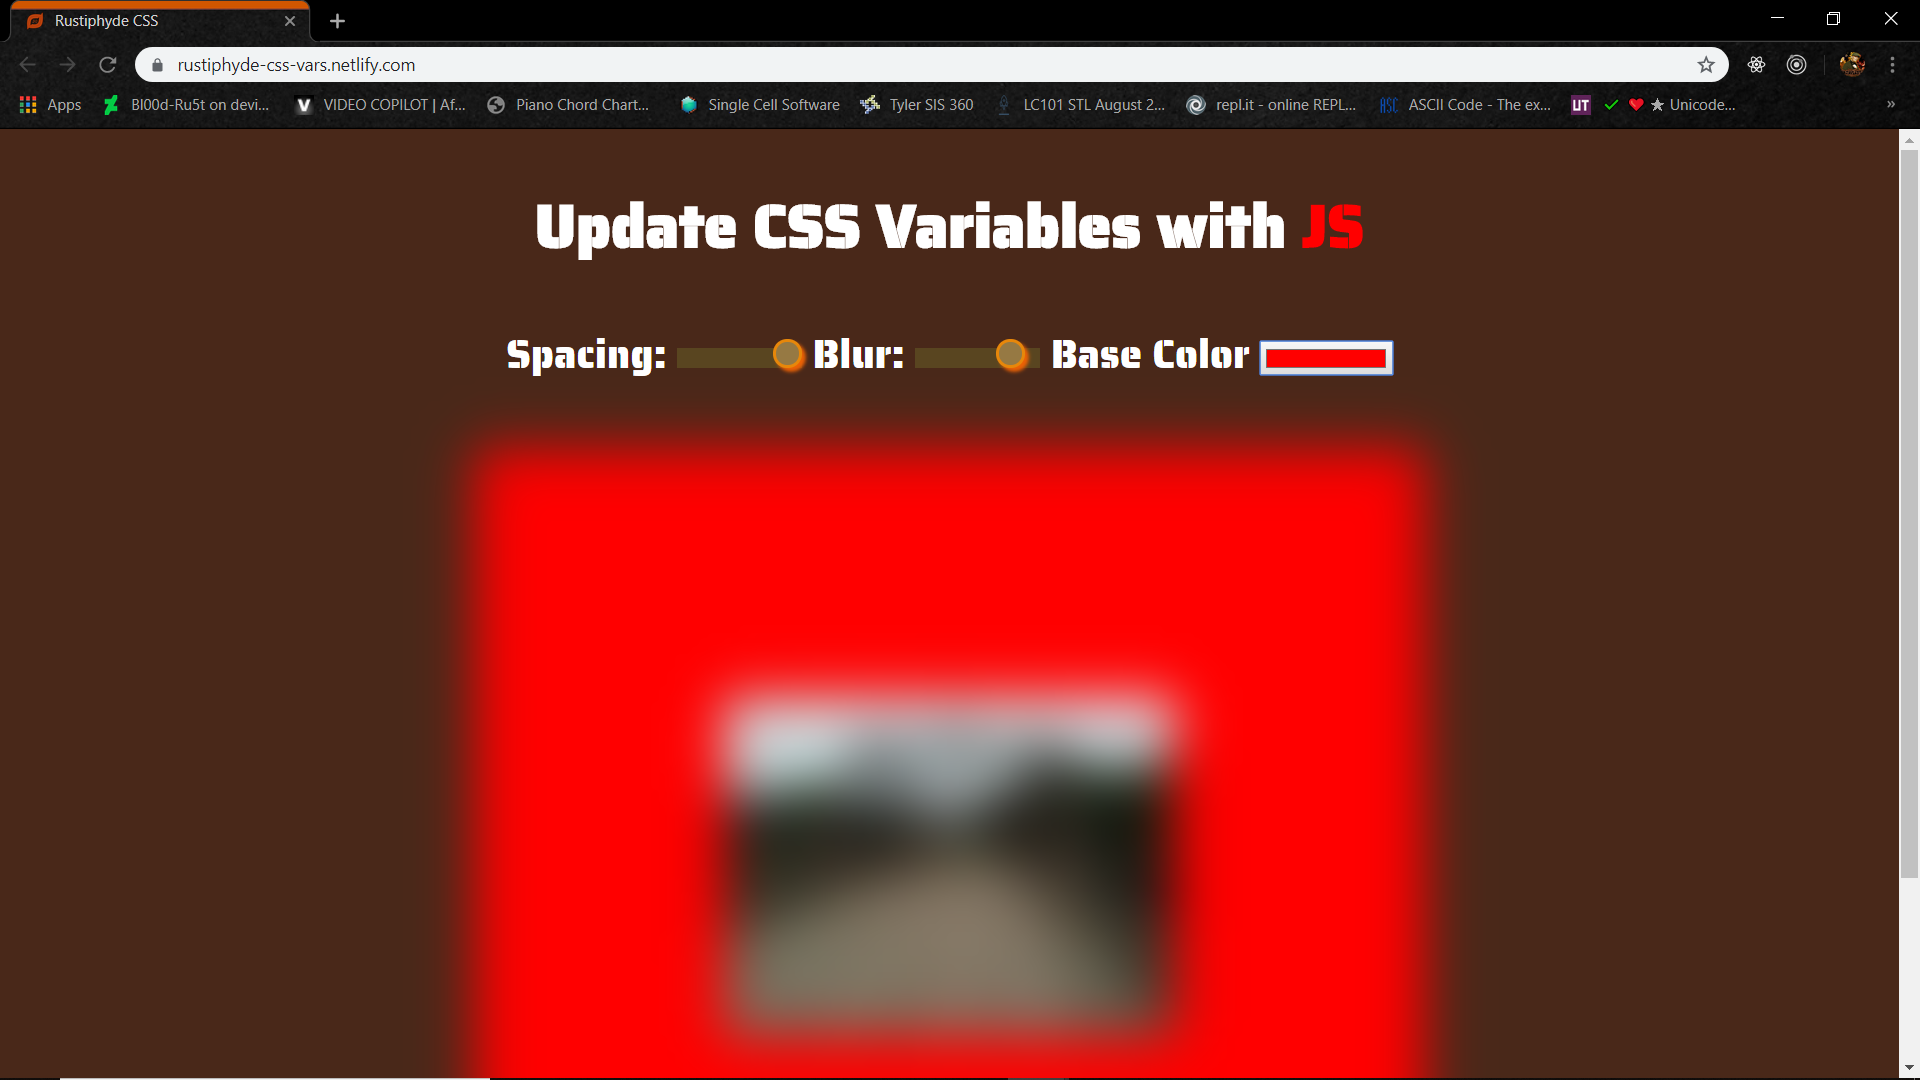 Rustiphyde CSS
rustiphyde-css-vars.netlify.com
Apps
Bl00d-Ru5t on devi...
V
VIDEO COPILOT | Af...
Piano Chord Chart...
Single Cell Software
Tyler SIS 360
LC101 STL August 2...
repl.it - online REPL...
ASC
ASCII Code - The ex...
UT
✓ ❤ ★ Unicode...
»
Update CSS Variables with JS
Spacing: Blur: Base Color